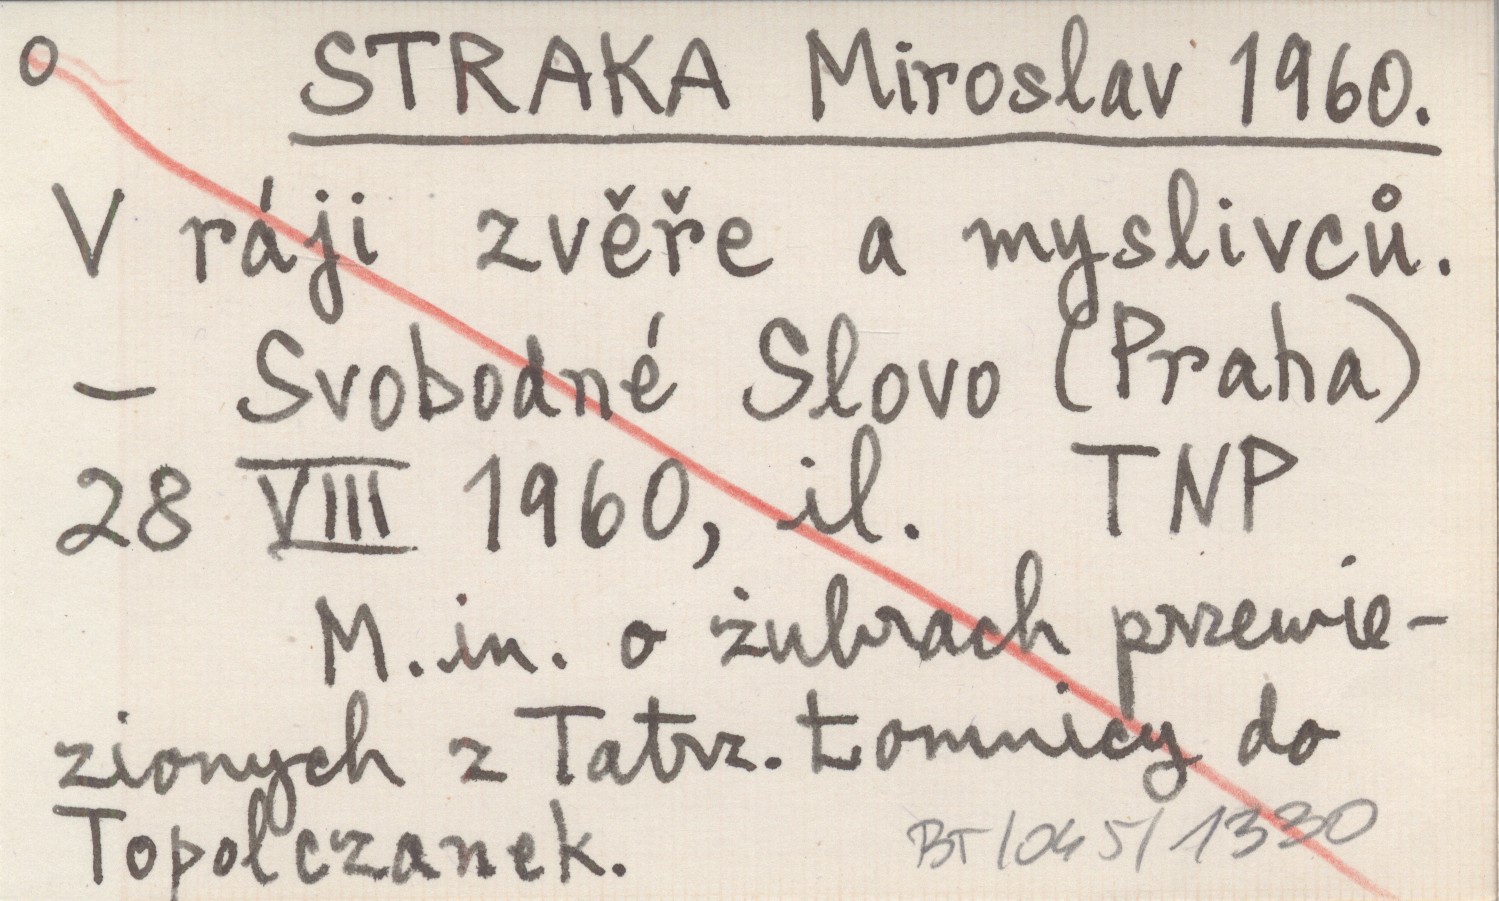 o STRAKA Miroslav 1960.
V ráji zvěře a myslivců.
– Svobodné Slovo (Praha)
28 VIII 1960, il. TNP
M.in. o żubrach przewie-
zionych z Tatrz. Łomnicy do
Topolczanek.
BT/045/1330